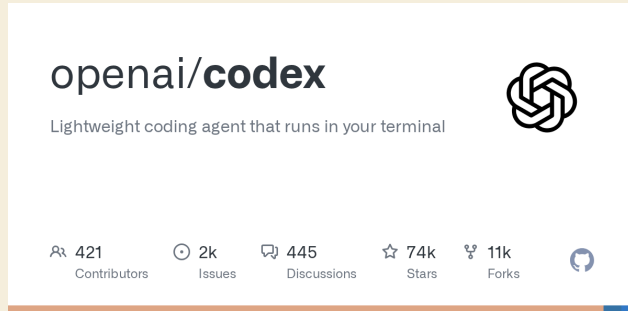 openai/codex
Lightweight coding agent that runs in your terminal
421 2k 445 74k 11k
Contributors Issues Discussions Stars Forks